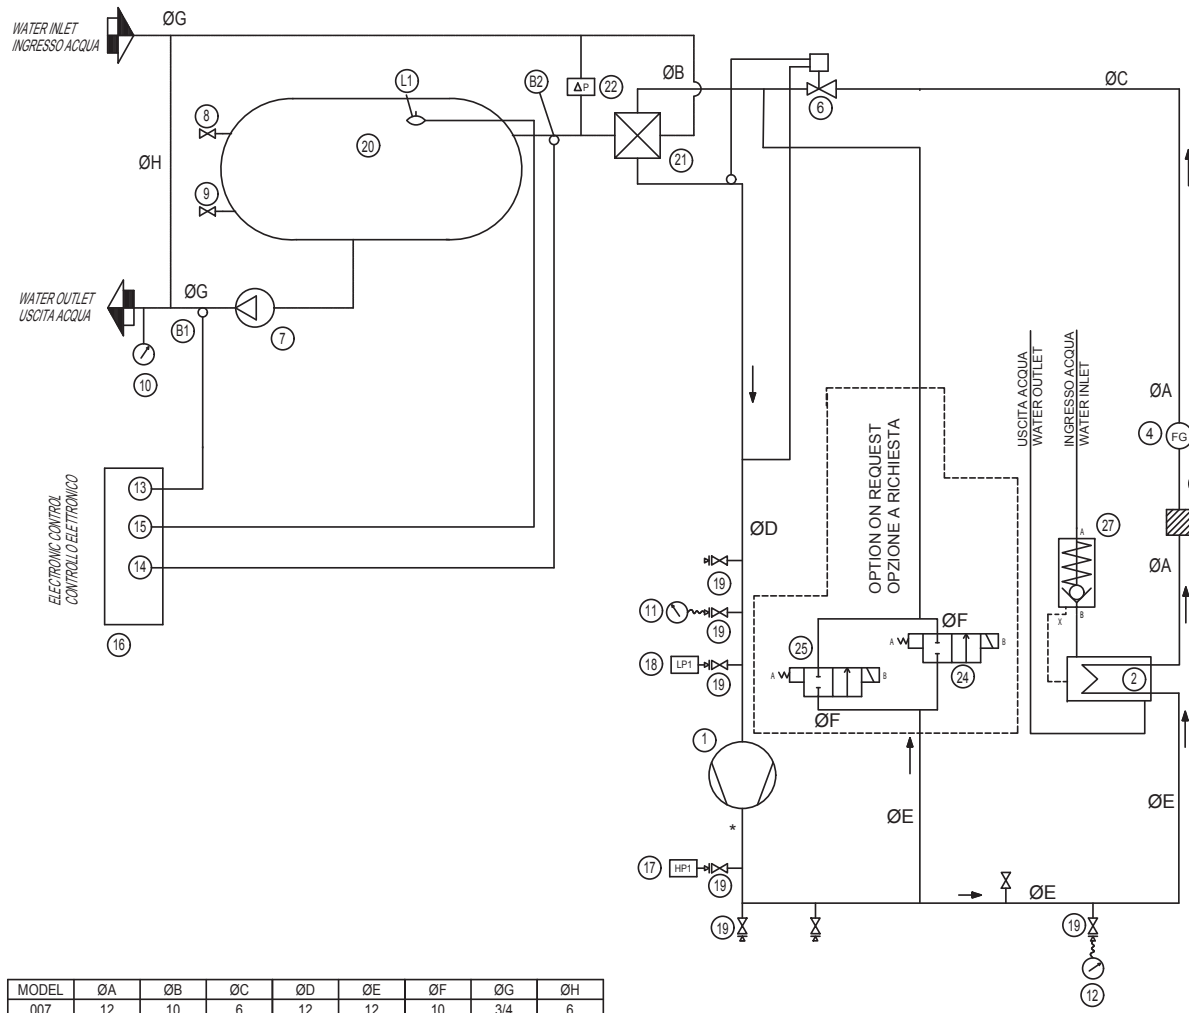 WATER INLET
INGRESSO ACQUA
ØG
L1
B2
ΔP
22
ØB
6
ØC
8
20
21
ØH
9
WATER OUTLET
USCITA ACQUA
ØG
B1
7
10
ELECTRONIC CONTROL
CONTROLLO ELETTRONICO
13
15
14
16
OPTION ON REQUEST
OPZIONE A RICHIESTA
USCITA ACQUA
WATER OUTLET
INGRESSO ACQUA
WATER INLET
ØA
4
FG
27
A
ØA
X
B
2
ØD
19
11
19
18
LP1
19
25
A
B
ØF
A
B
24
ØF
1
*
ØE
ØE
17
HP1
19
ØE
19
19
12
MODEL ØA ØB ØC ØD ØE ØF ØG ØH
007 12 10 6 12 12 10 3/4 6